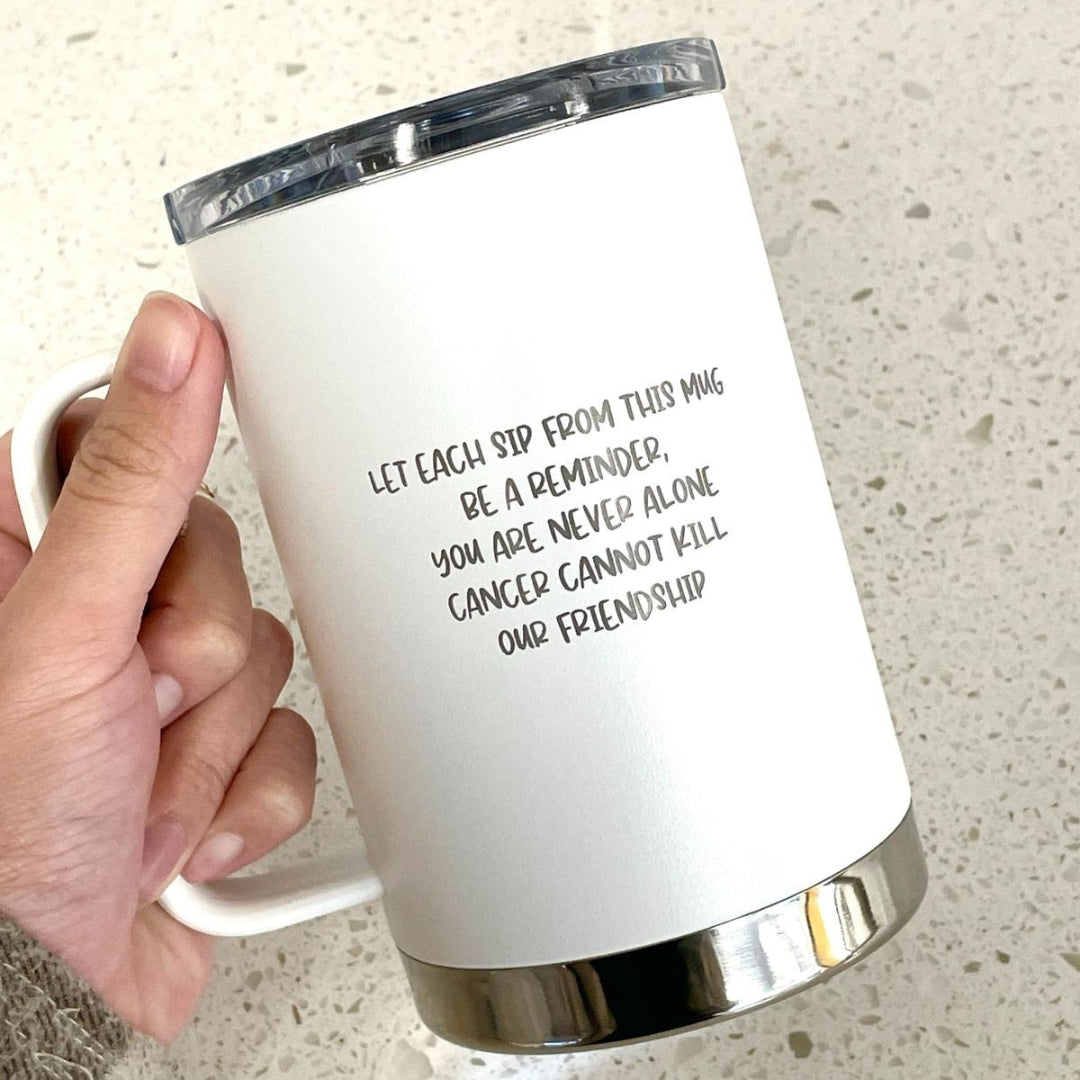 LET EACH SIP FROM THIS MUG
BE A REMINDER,
YOU ARE NEVER ALONE
CANCER CANNOT KILL
OUR FRIENDSHIP